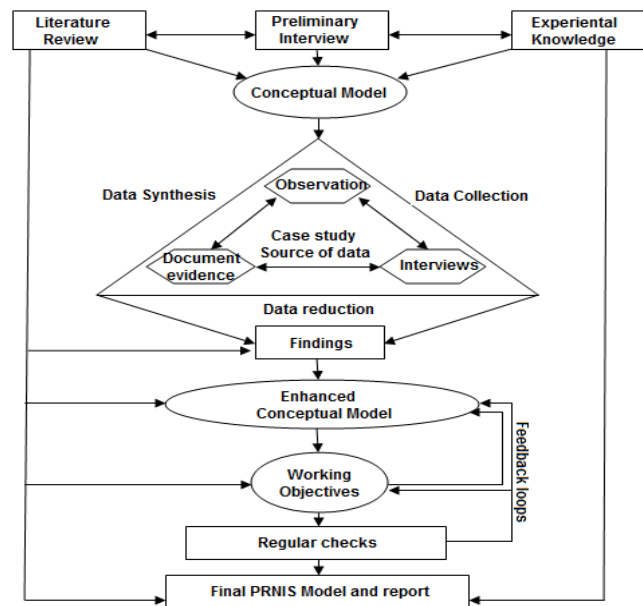 Literature
Review
Preliminary
Interview
Experiental
Knowledge
Conceptual Model
Data Synthesis
Observation
Data Collection
Case study
Source of data
Document
evidence
Interviews
Data reduction
Findings
Enhanced
Conceptual Model
Feedback loops
Working
Objectives
Regular checks
Final PRNIS Model and report